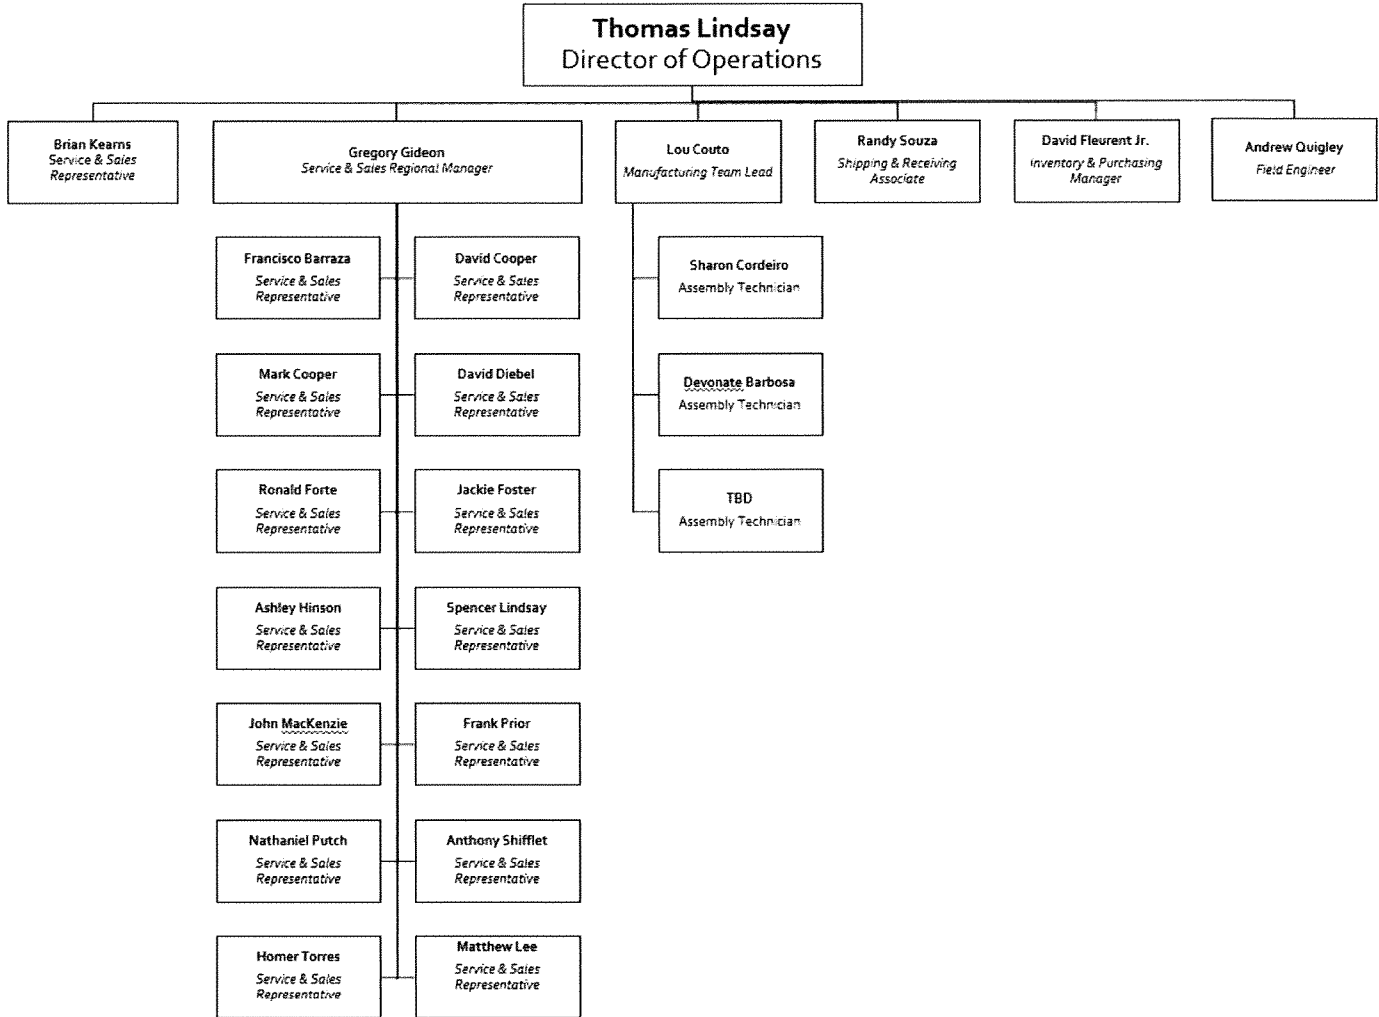 Thomas Lindsay
Director of Operations
Brian Kearns
Service & Sales
Representative
Gregory Gideon
Service & Sales Regional Manager
Lou Couto
Manufacturing Team Lead
Randy Souza
Shipping & Receiving
Associate
David Fleurent Jr.
Inventory & Purchasing
Manager
Andrew Quigley
Field Engineer
Francisco Barraza
Service & Sales
Representative
David Cooper
Service & Sales
Representative
Sharon Cordeiro
Assembly Technician
Mark Cooper
Service & Sales
Representative
David Diebel
Service & Sales
Representative
Devonate Barbosa
Assembly Technician
Ronald Forte
Service & Sales
Representative
Jackie Foster
Service & Sales
Representative
TBD
Assembly Technician
Ashley Hinson
Service & Sales
Representative
Spencer Lindsay
Service & Sales
Representative
John MacKenzie
Service & Sales
Representative
Frank Prior
Service & Sales
Representative
Nathaniel Putch
Service & Sales
Representative
Anthony Shifflet
Service & Sales
Representative
Homer Torres
Service & Sales
Representative
Matthew Lee
Service & Sales
Representative